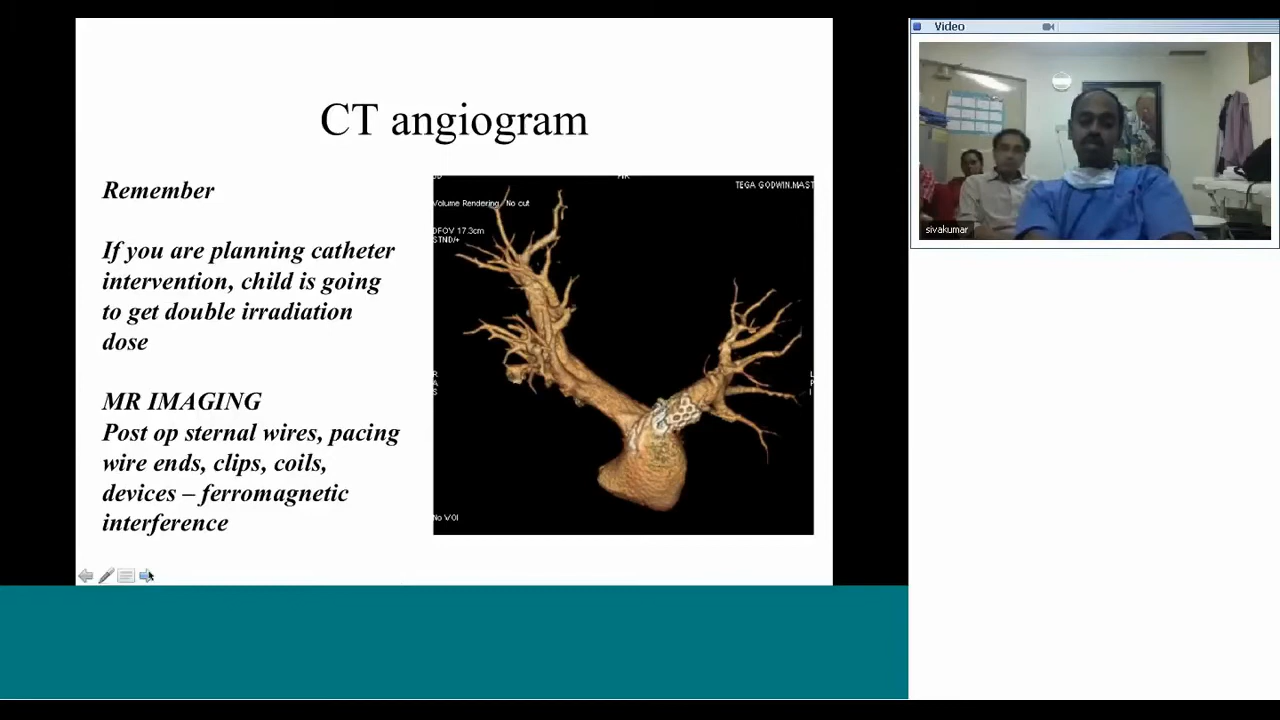 CT angiogram
Remember
If you are planning catheter
intervention, child is going
to get double irradiation
dose
MR IMAGING
Post op sternal wires, pacing
wire ends, clips, coils,
devices – ferromagnetic
interference
TEGA GODWIN.MAST
Volume Rendering No cut
DFOV 17.3cm
STND/+
R
A
S
L
P
I
No VOI
Video
sivakumar